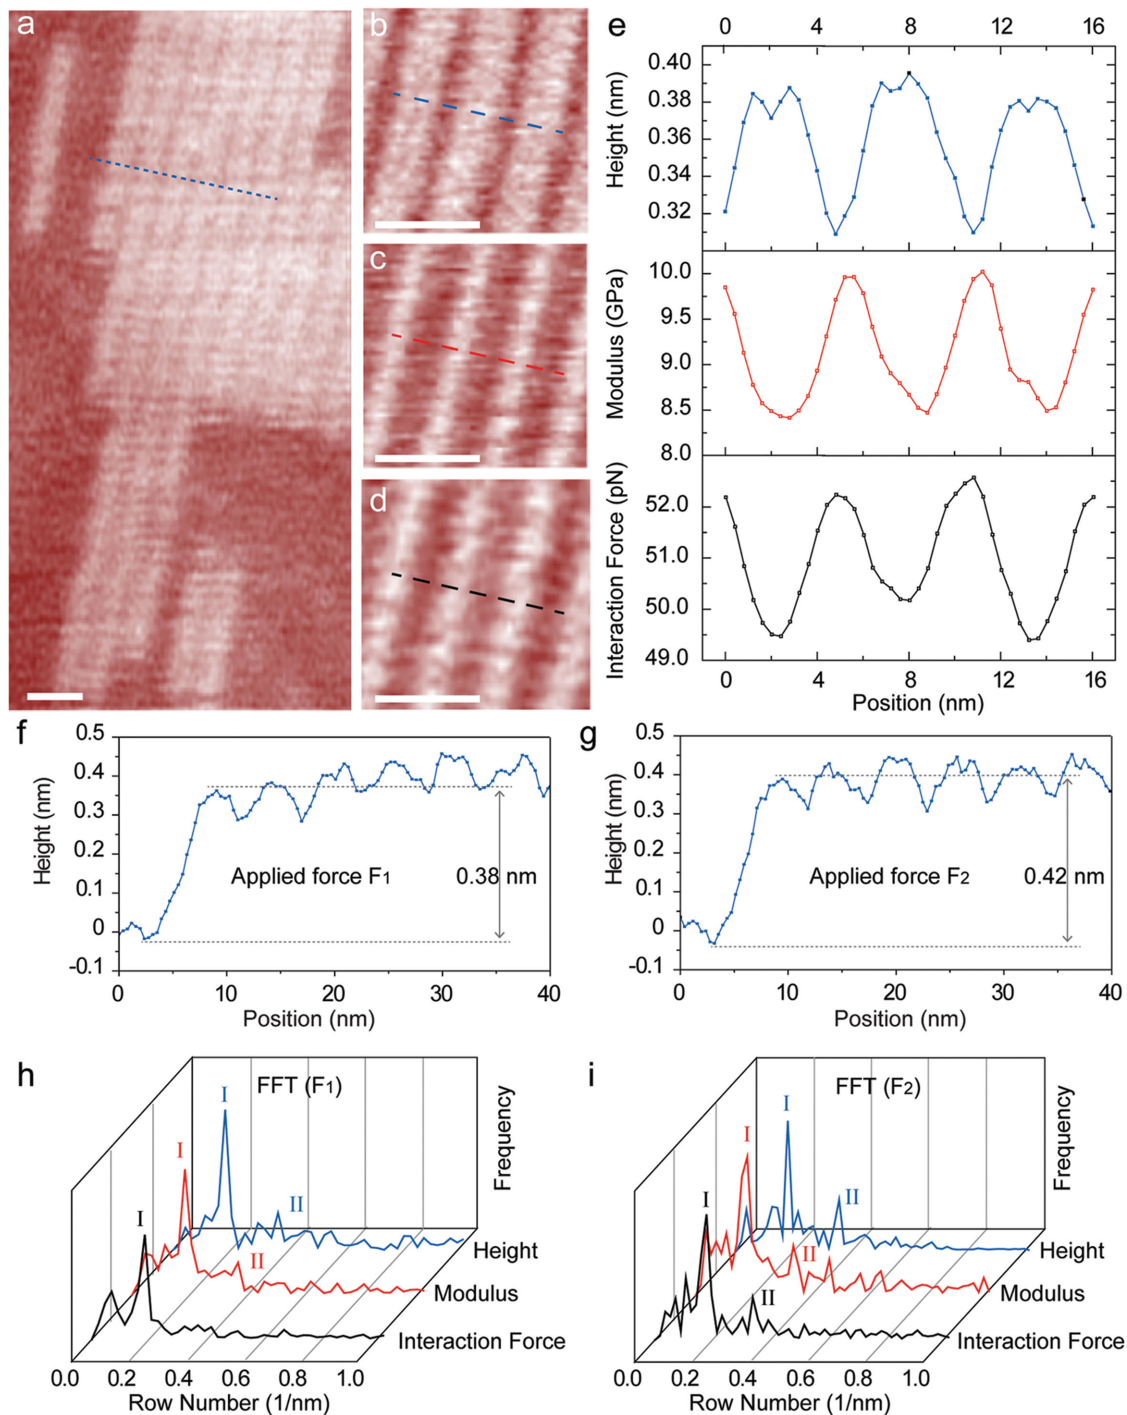 a
b
c
d
e
0 4 8 12 16
0.40
0.38
0.36
0.34
0.32
Height (nm)
10.0
9.5
9.0
8.5
8.0
Modulus (GPa)
52.0
51.0
50.0
49.0
Interaction Force (pN)
0 4 8 12 16
Position (nm)
f
0.5
0.4
0.3
0.2
0.1
0
-0.1
Height (nm)
Applied force F1
0.38 nm
0 10 20 30 40
Position (nm)
g
0.5
0.4
0.3
0.2
0.1
0
-0.1
Height (nm)
Applied force F2
0.42 nm
0 10 20 30 40
Position (nm)
h
FFT (F1)
Frequency
I
I
I
II
II
Height
Modulus
Interaction Force
0.0 0.2 0.4 0.6 0.8 1.0
Row Number (1/nm)
i
FFT (F2)
Frequency
I
I
I
II
II
II
Height
Modulus
Interaction Force
0.0 0.2 0.4 0.6 0.8 1.0
Row Number (1/nm)